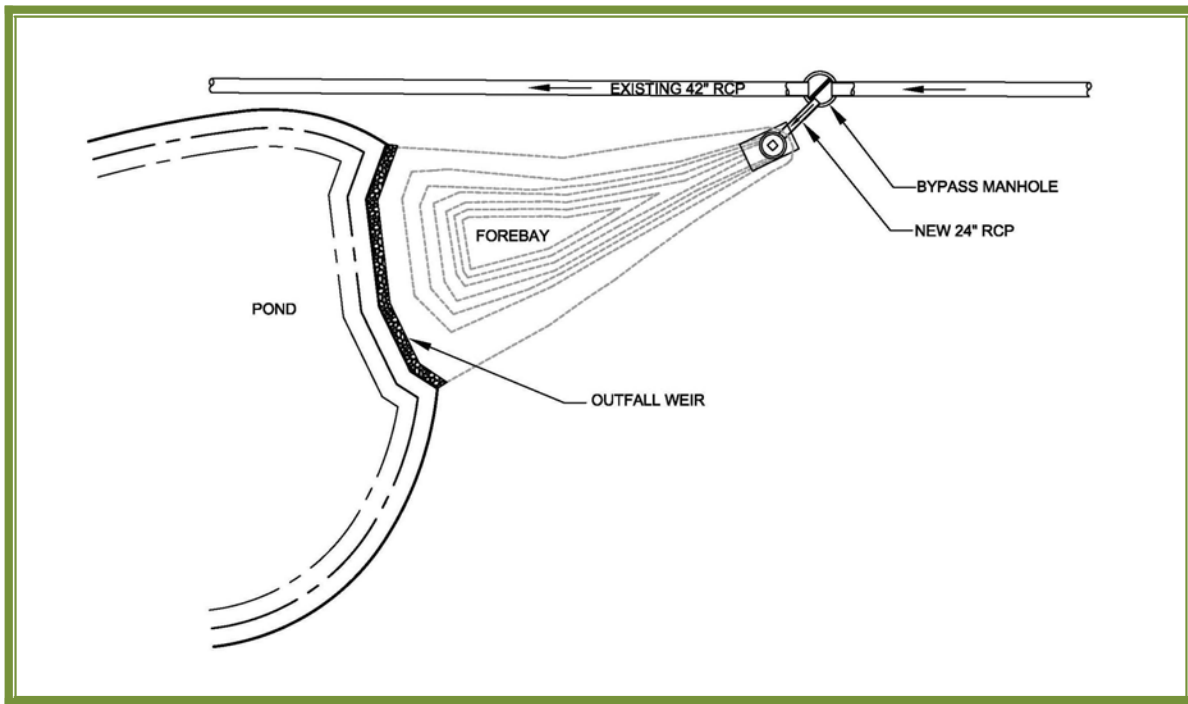 EXISTING 42" RCP
BYPASS MANHOLE
NEW 24" RCP
FOREBAY
POND
OUTFALL WEIR